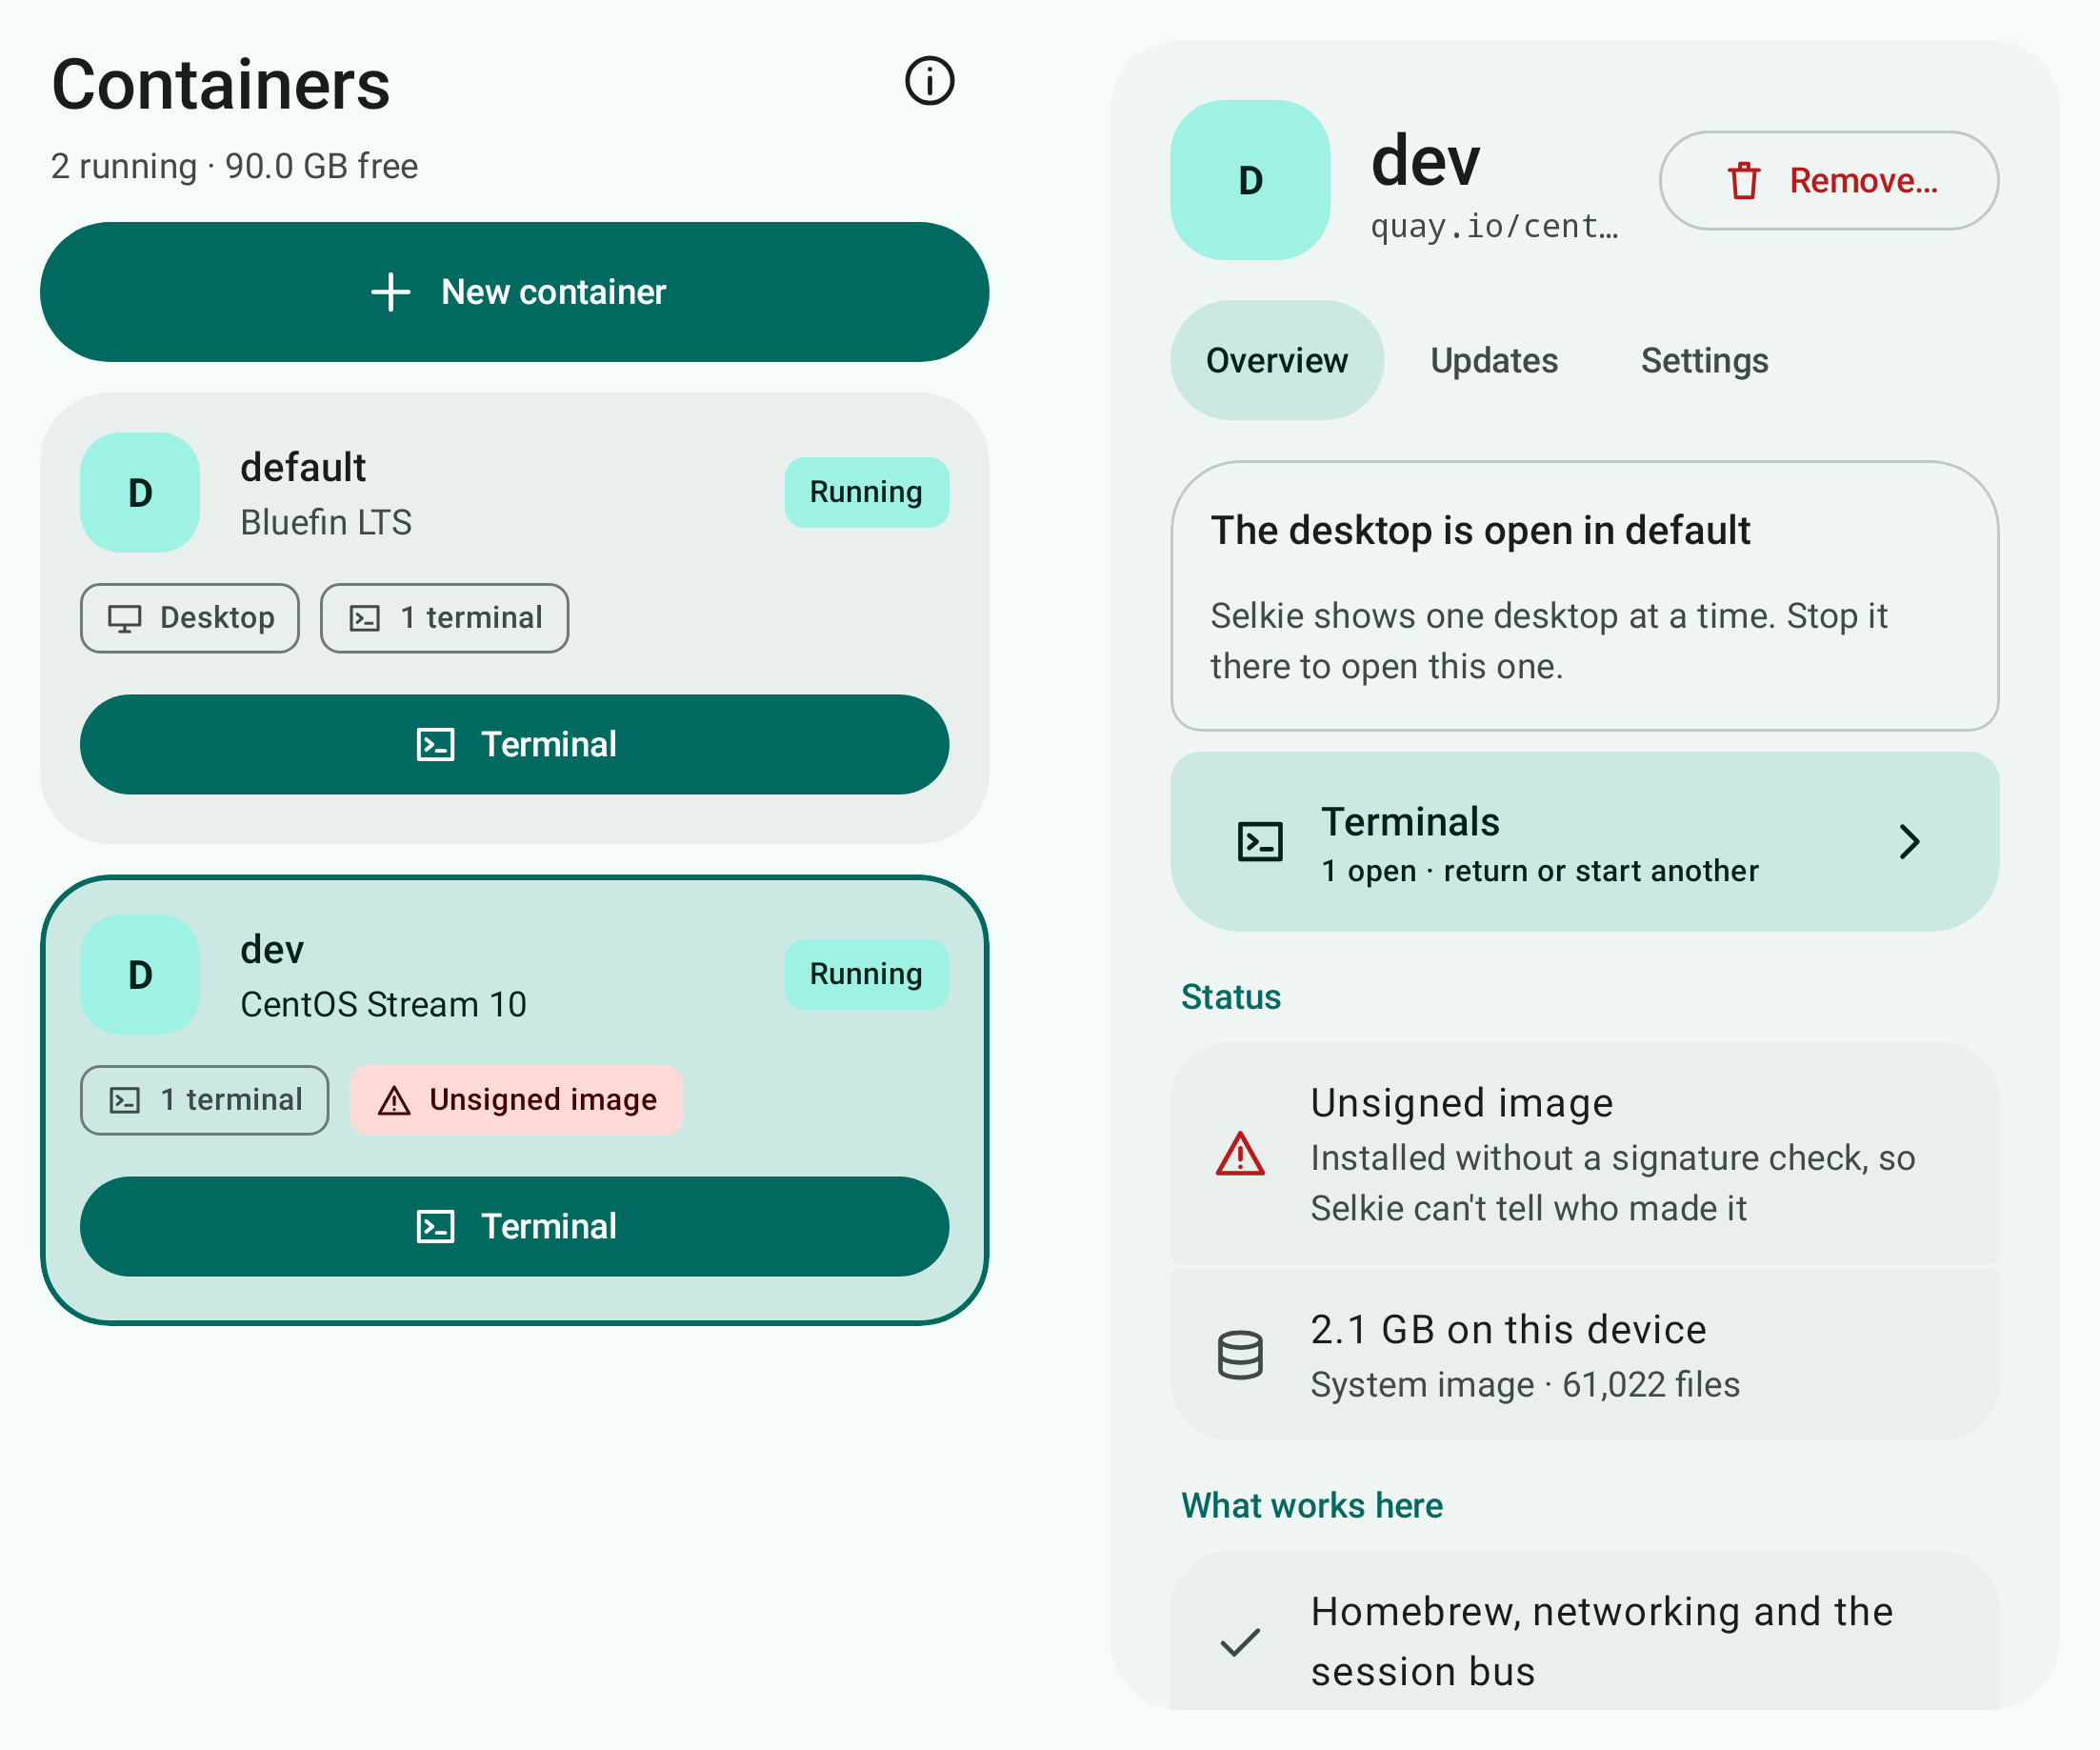 Containers
2 running · 90.0 GB free
New container
D
default
Bluefin LTS
Running
Desktop
1 terminal
Terminal
D
dev
CentOS Stream 10
Running
1 terminal
Unsigned image
Terminal
D
dev
quay.io/cent…
Remove…
Overview
Updates
Settings
The desktop is open in default
Selkie shows one desktop at a time. Stop it
there to open this one.
Terminals
1 open · return or start another
Status
Unsigned image
Installed without a signature check, so
Selkie can't tell who made it
2.1 GB on this device
System image · 61,022 files
What works here
Homebrew, networking and the
session bus